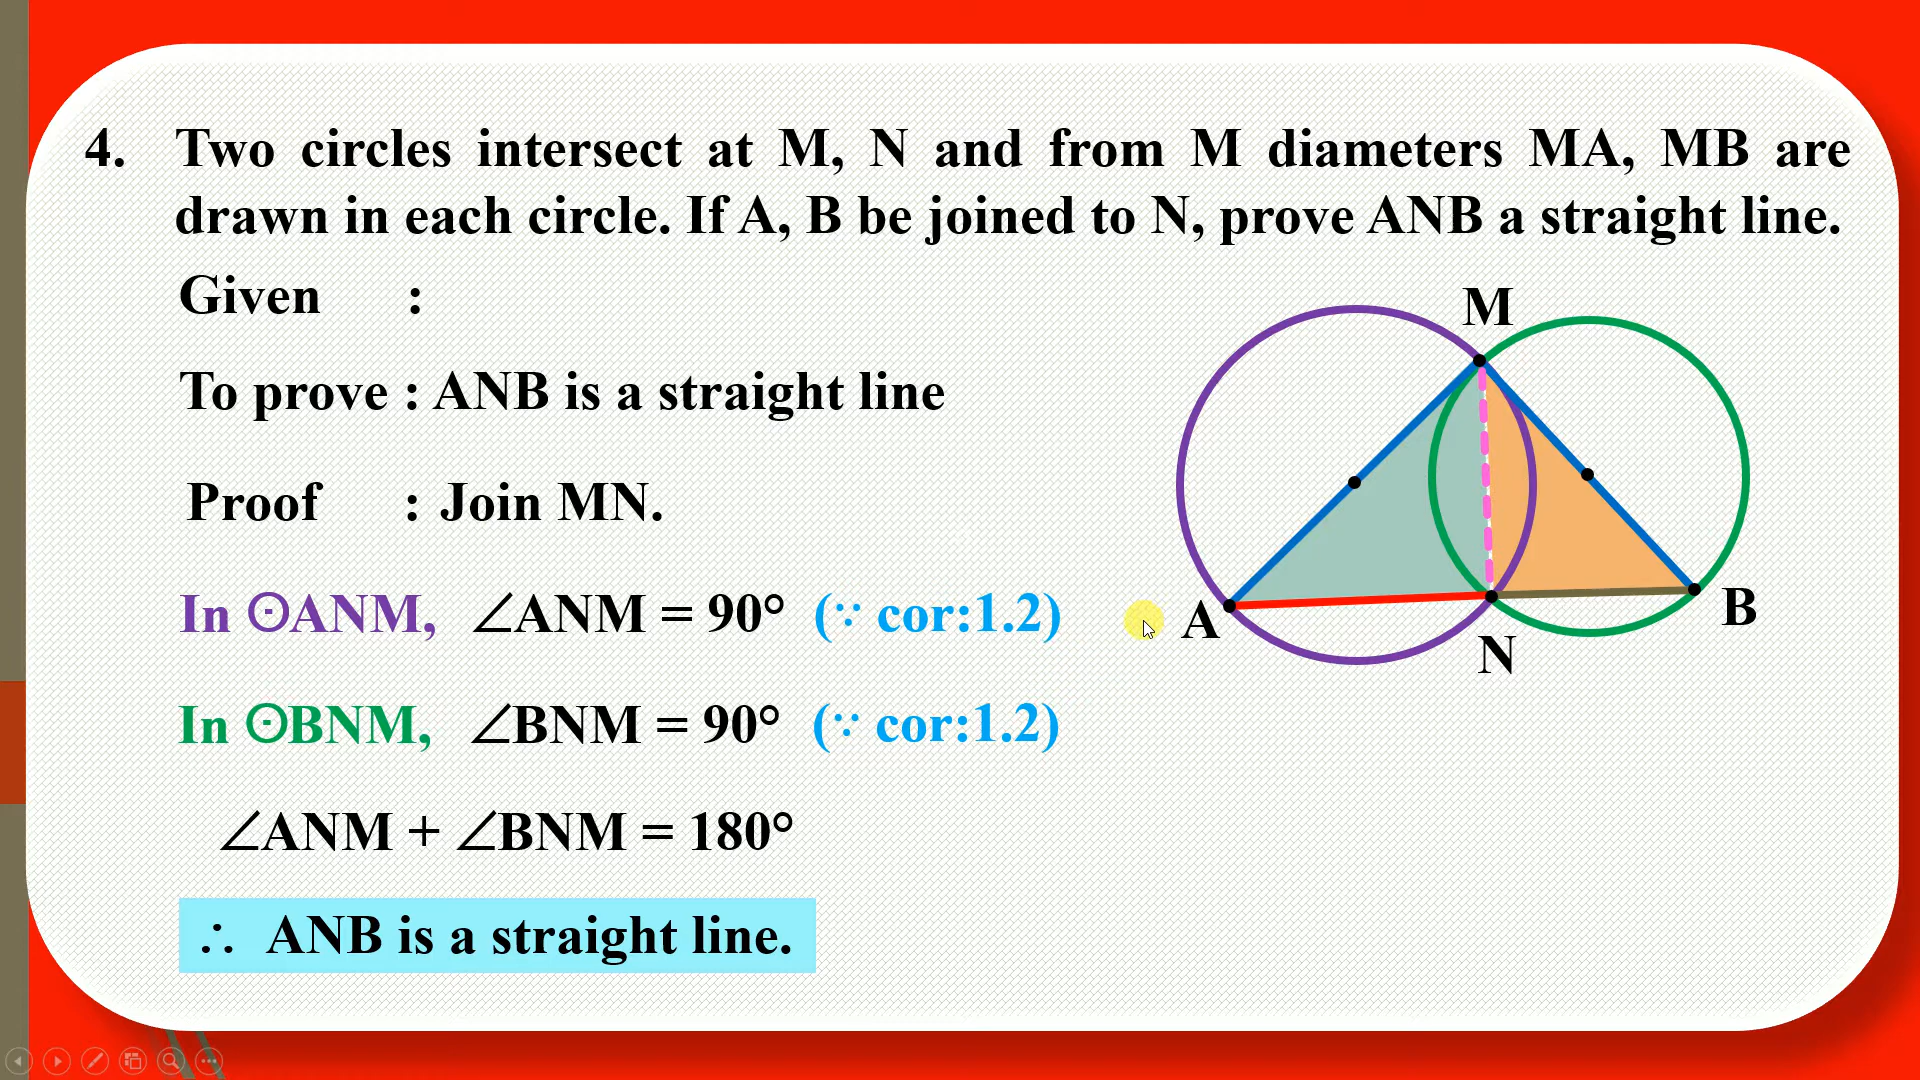 4. Two circles intersect at M, N and from M diameters MA, MB are
drawn in each circle. If A, B be joined to N, prove ANB a straight line.
Given :
To prove : ANB is a straight line
Proof : Join MN.
In ⊙ANM, ∠ANM = 90° (∵ cor:1.2)
In ⊙BNM, ∠BNM = 90° (∵ cor:1.2)
∠ANM + ∠BNM = 180°
∴ ANB is a straight line.
M
A
N
B